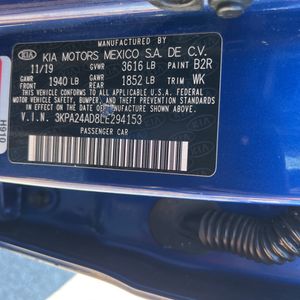 MANUFACTURED BY
KIA KIA MOTORS MEXICO S.A. DE C.V.
11/19 GVWR 3616 LB PAINT B2R
GAWR FRONT 1940 LB GAWR REAR 1852 LB TRIM WK
THIS VEHICLE CONFORMS TO ALL APPLICABLE U.S.A. FEDERAL
MOTOR VEHICLE SAFETY, BUMPER, AND THEFT PREVENTION
STANDARDS IN EFFECT ON THE DATE OF MANUFACTURE SHOWN ABOVE.
V.I.N. : 3KPA24AD8LE294153
PASSENGER CAR
H910